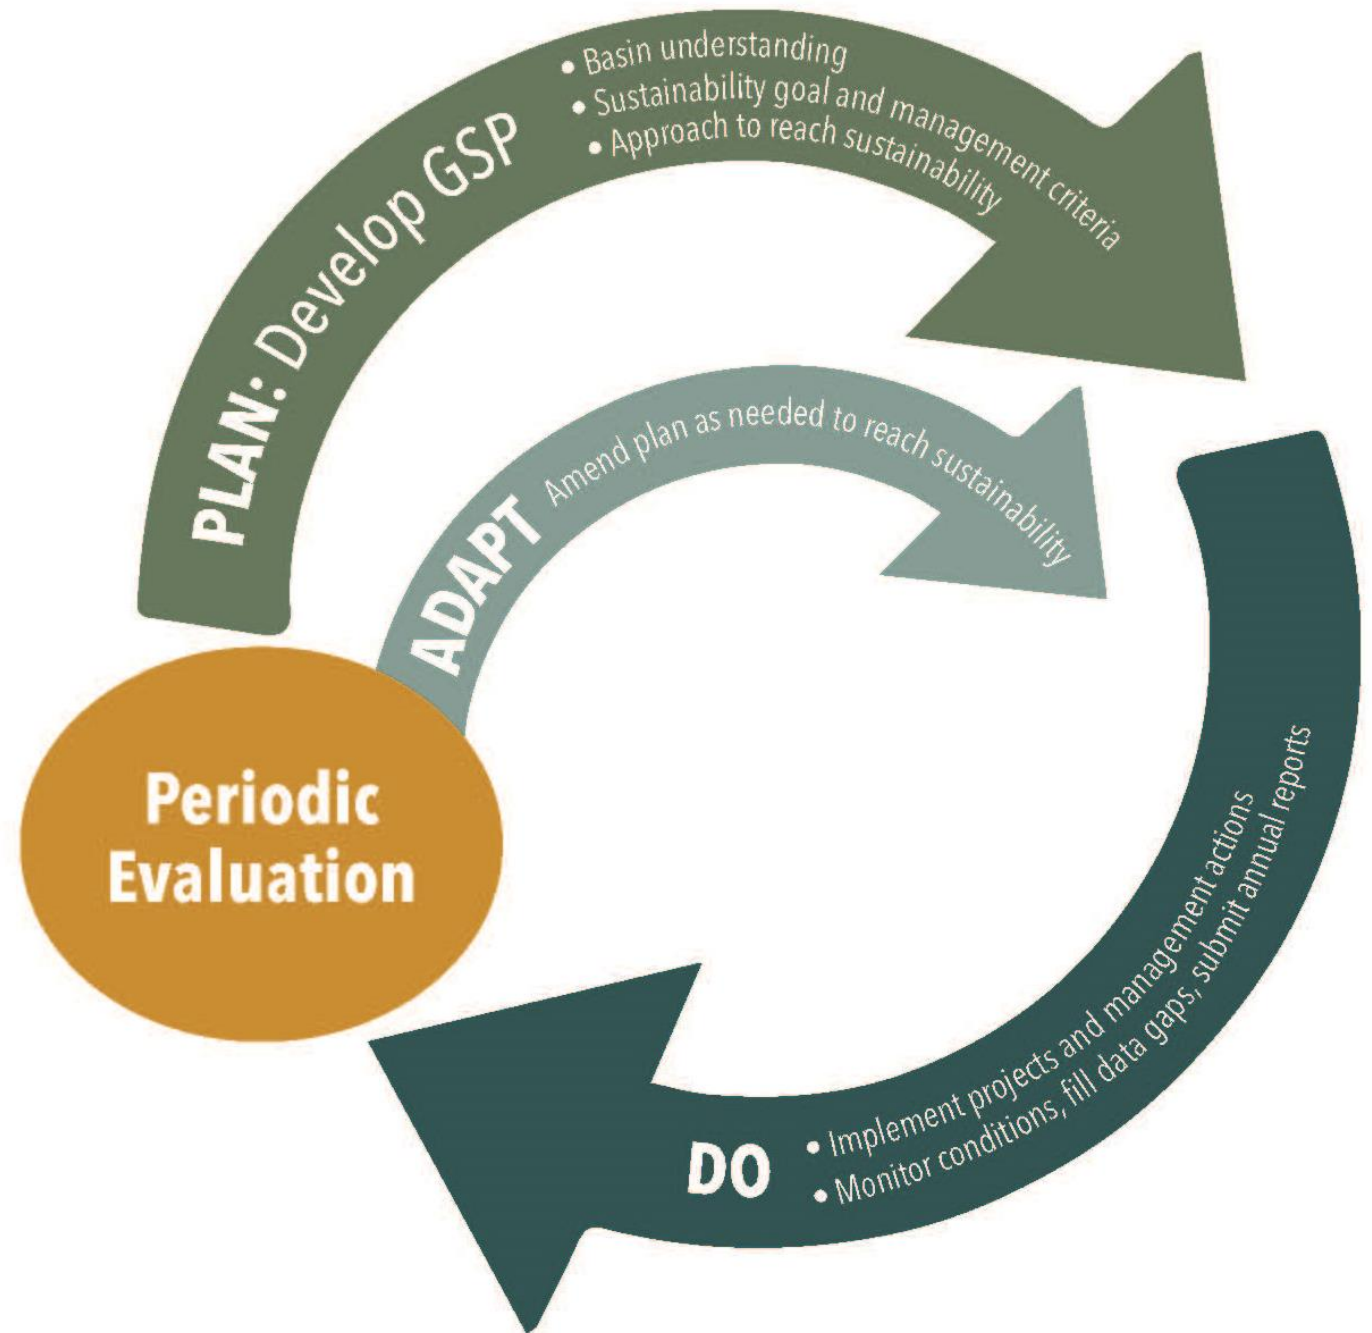 PLAN: Develop GSP
• Basin understanding
• Sustainability goal and management criteria
• Approach to reach sustainability
ADAPT Amend plan as needed to reach sustainability
Periodic
Evaluation
DO
• Implement projects and management actions
• Monitor conditions, fill data gaps, submit annual reports